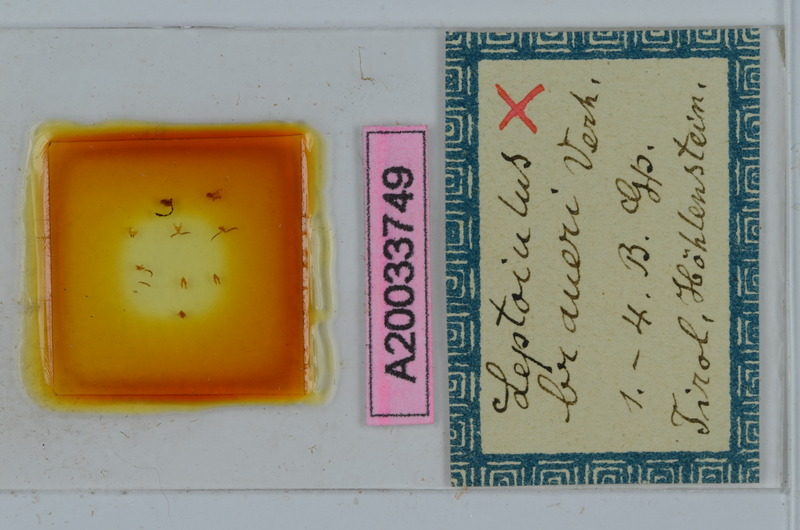 A20033749
Leptoiulus X
braueri Verh.
1.-4. B. Gp.
Tirol, Höhlenstein.